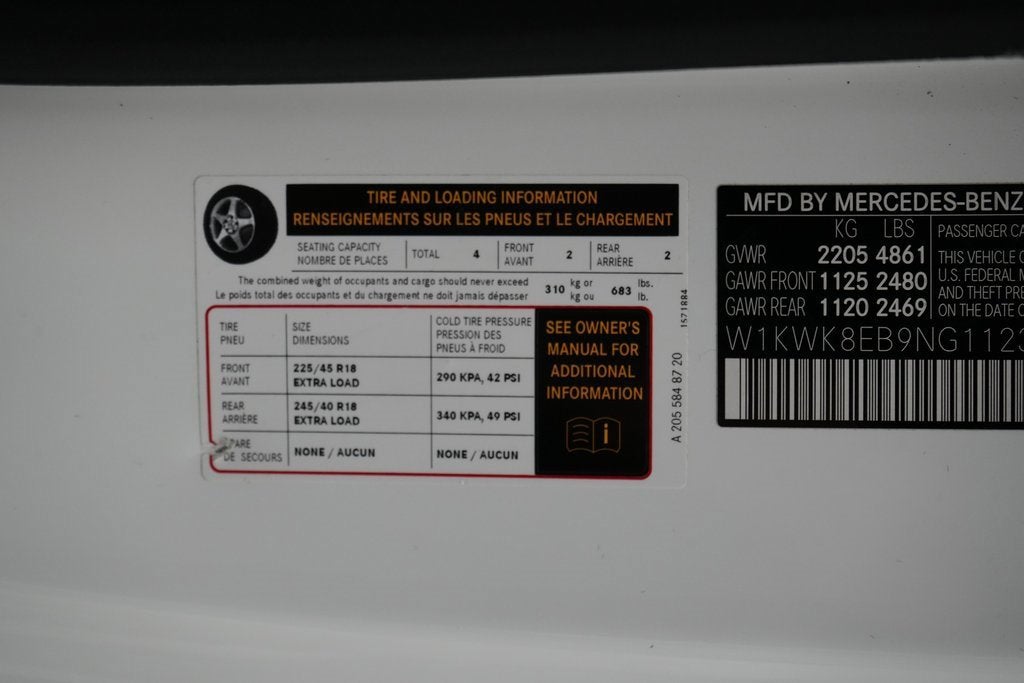 TIRE AND LOADING INFORMATION
RENSEIGNEMENTS SUR LES PNEUS ET LE CHARGEMENT
SEATING CAPACITY
NOMBRE DE PLACES
TOTAL 4
FRONT
AVANT
2
REAR
ARRIÈRE
2
The combined weight of occupants and cargo should never exceed
Le poids total des occupants et du chargement ne doit jamais dépasser
310 kg or
kg ou
683 lbs.
lb.
TIRE
PNEU
SIZE
DIMENSIONS
COLD TIRE PRESSURE
PRESSION DES
PNEUS À FROID
FRONT
AVANT
225/45 R18
EXTRA LOAD
290 KPA, 42 PSI
REAR
ARRIÈRE
245/40 R18
EXTRA LOAD
340 KPA, 49 PSI
SPARE
DE SECOURS
NONE / AUCUN
NONE / AUCUN
SEE OWNER'S
MANUAL FOR
ADDITIONAL
INFORMATION
i
A 205 584 87 20
1571884
MFD BY MERCEDES-BENZ
KG LBS
GVWR 2205 4861
GAWR FRONT 1125 2480
GAWR REAR 1120 2469
PASSENGER CA
THIS VEHICLE
U.S. FEDERAL M
AND THEFT PRE
ON THE DATE
W1KWK8EB9NG1123